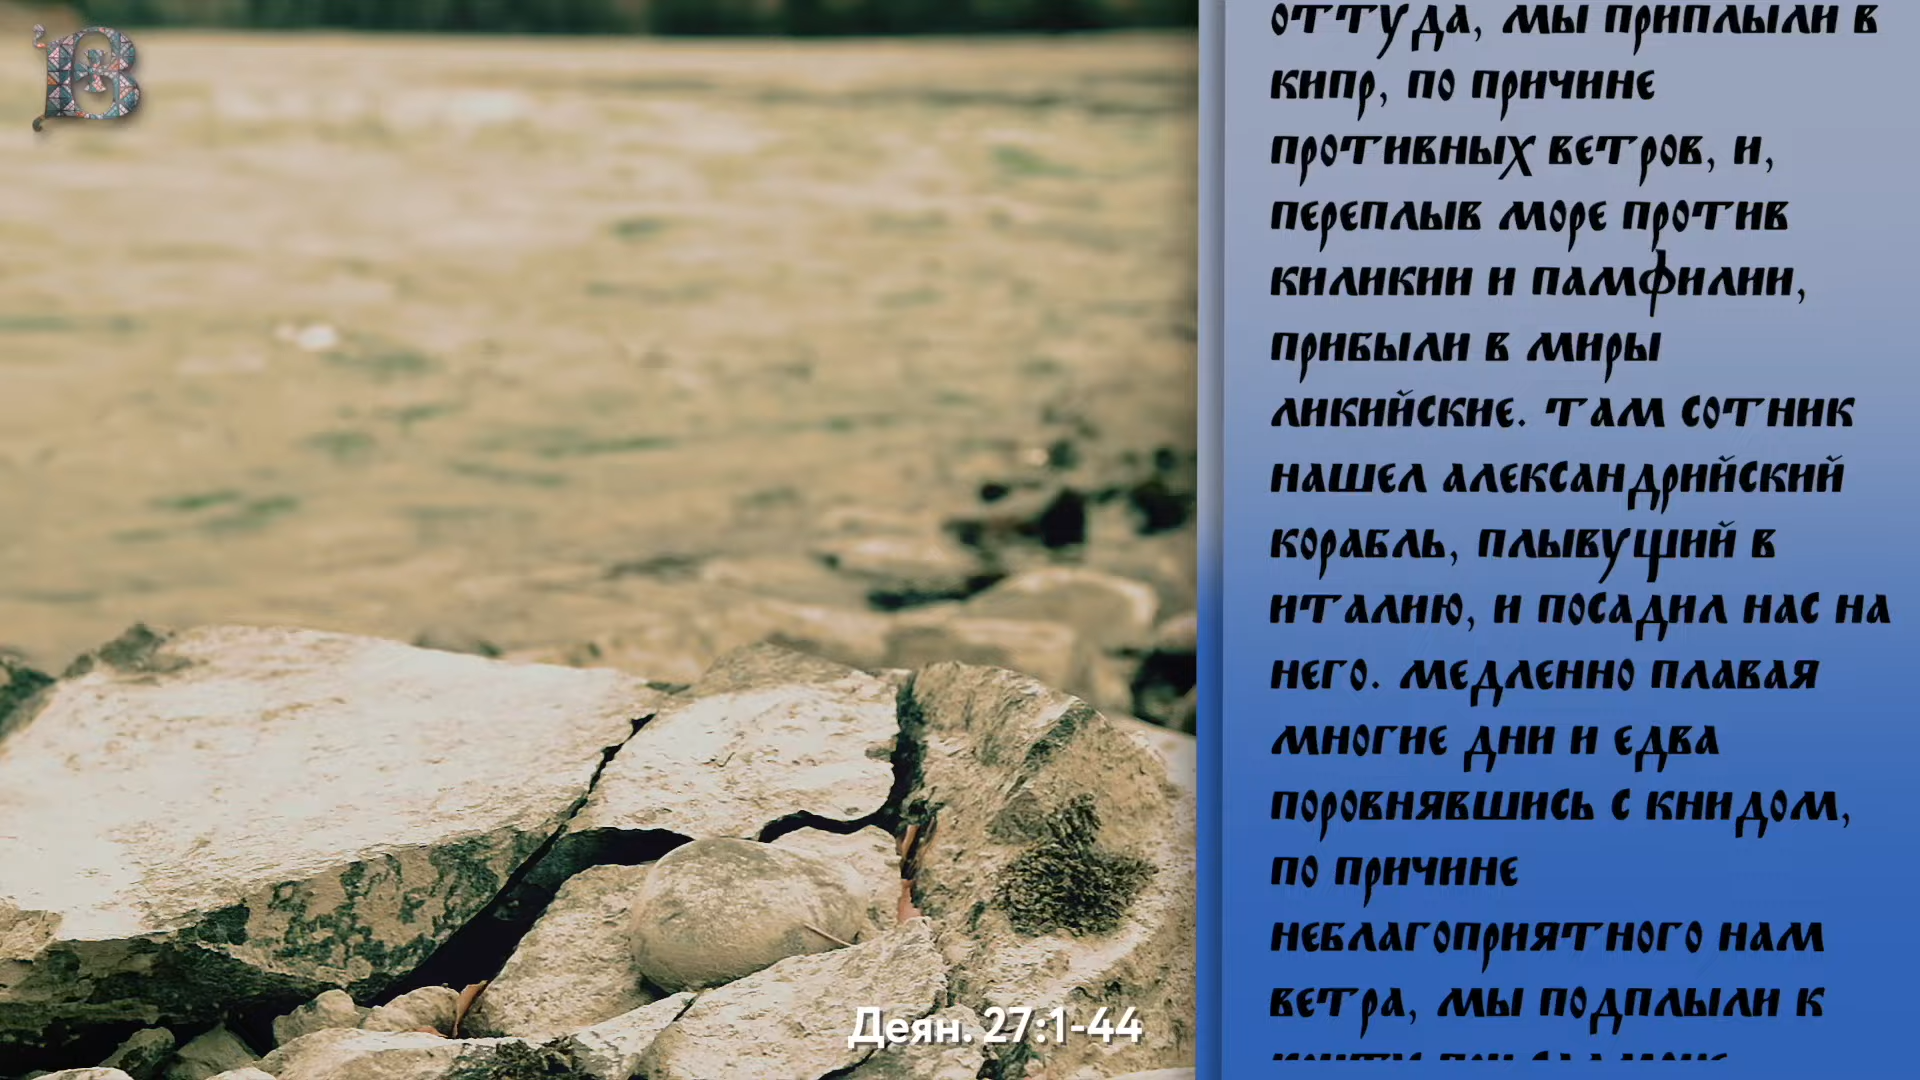 оттуда, мы приплыли в
кипр, по причине
противных ветров, и,
переплыв море против
киликии и памфилии,
прибыли в миры
ликийские. там сотник
нашел александрийский
корабль, плывущий в
италию, и посадил нас на
него. медленно плавая
многие дни и едва
поровнявшись с книдом,
по причине
неблагоприятного нам
ветра, мы подплыли к
Деян. 27:1-44